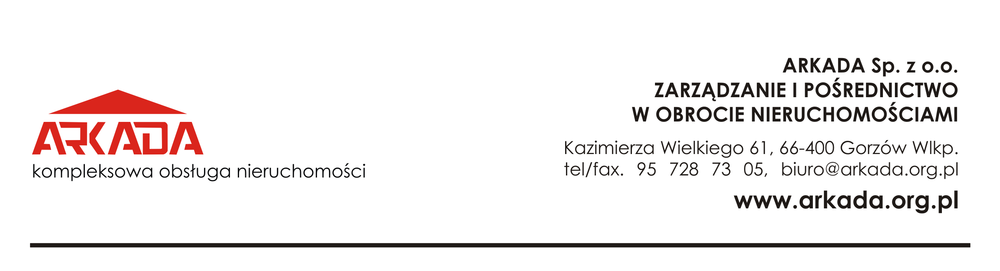 ARKADA
kompleksowa obsługa nieruchomości
ARKADA Sp. z o.o.
ZARZĄDZANIE I POŚREDNICTWO
W OBROCIE NIERUCHOMOŚCIAMI
Kazimierza Wielkiego 61, 66-400 Gorzów Wlkp.
tel/fax. 95 728 73 05, biuro@arkada.org.pl
www.arkada.org.pl